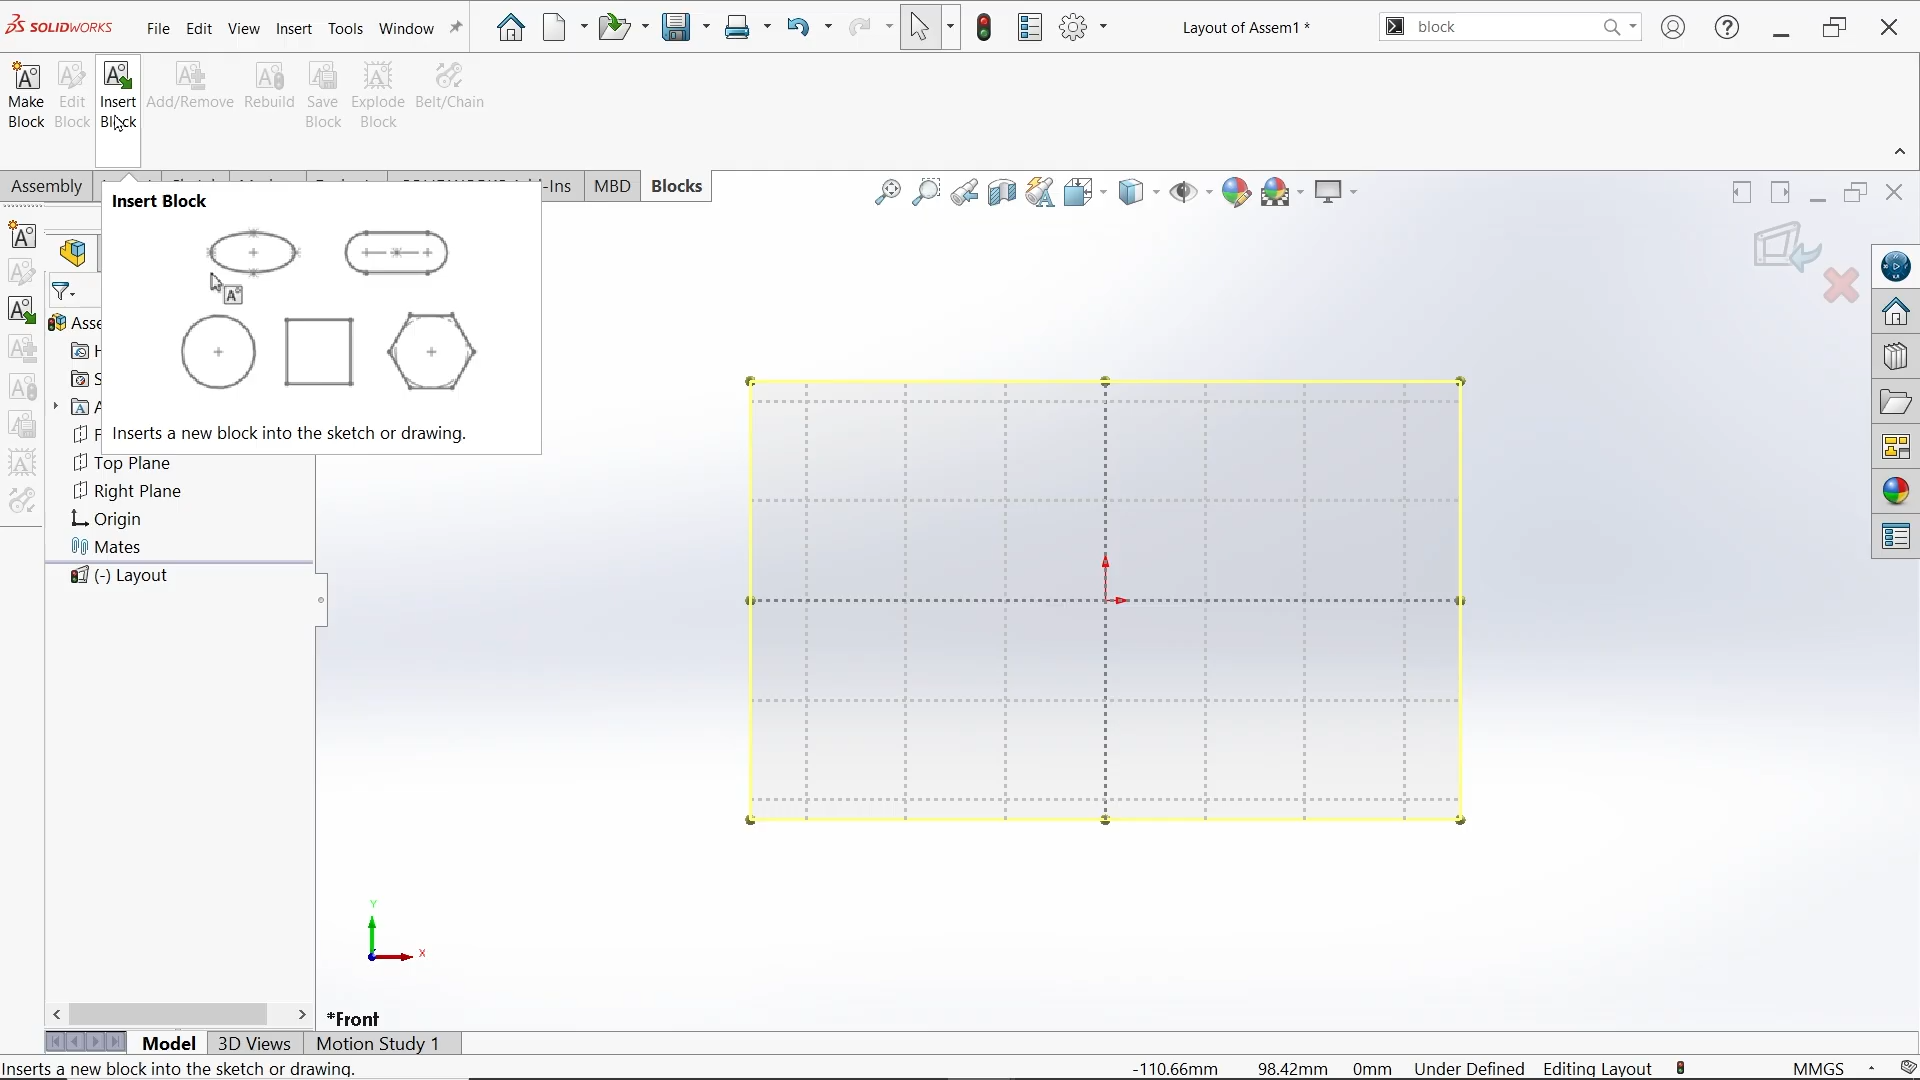 SOLIDWORKS File Edit View Insert Tools Window Layout of Assem1 * block
Make Block Edit Block Insert Block Add/Remove Rebuild Save Block Explode Block Belt/Chain
Assembly -Ins MBD Blocks
Insert Block
Asse
Inserts a new block into the sketch or drawing.
Top Plane
Right Plane
Origin
Mates
(-) Layout
Y
X
*Front
Model 3D Views Motion Study 1
Inserts a new block into the sketch or drawing. -110.66mm 98.42mm 0mm Under Defined Editing Layout MMGS